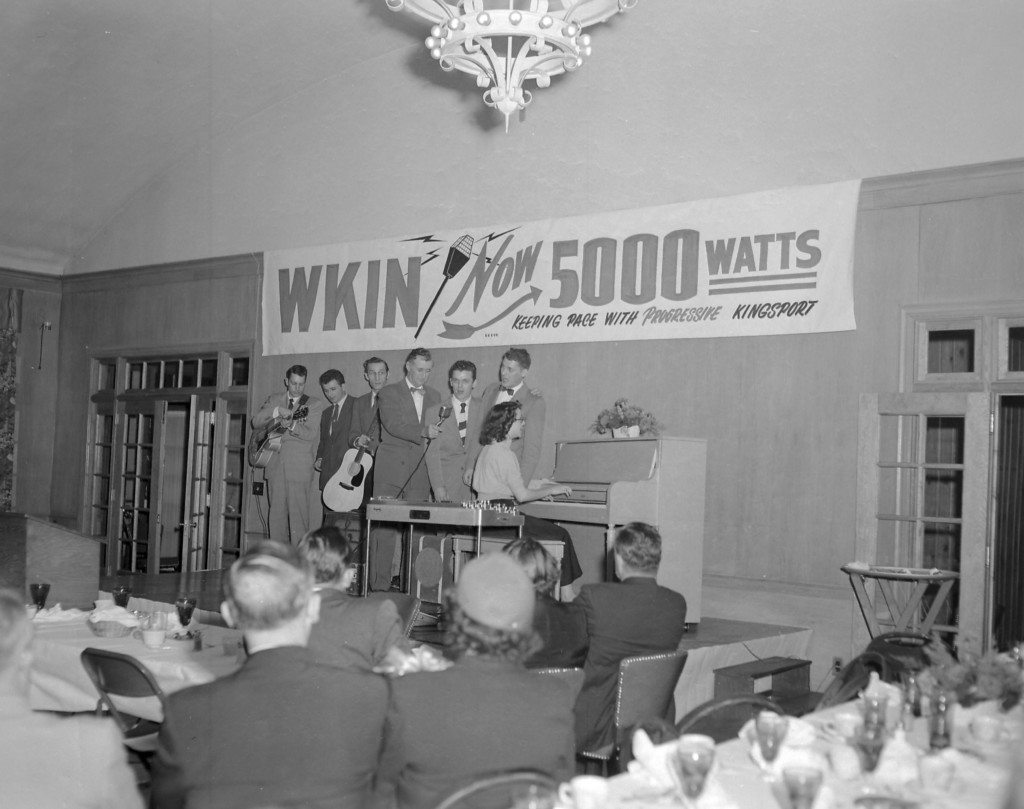 WKIN Now 5000 WATTS
KEEPING PACE WITH PROGRESSIVE KINGSPORT